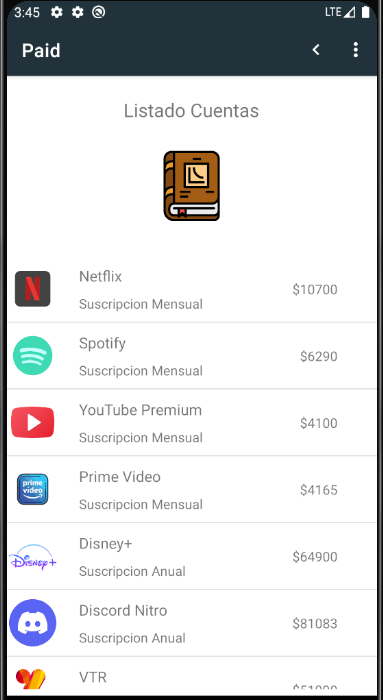 3:45 LTE
Paid
Listado Cuentas
Netflix
Suscripcion Mensual
$10700
Spotify
Suscripcion Mensual
$6290
YouTube Premium
Suscripcion Mensual
$4100
prime
video
Prime Video
Suscripcion Mensual
$4165
Disney+
Disney+
Suscripcion Anual
$64900
Discord Nitro
Suscripcion Anual
$81083
VTR